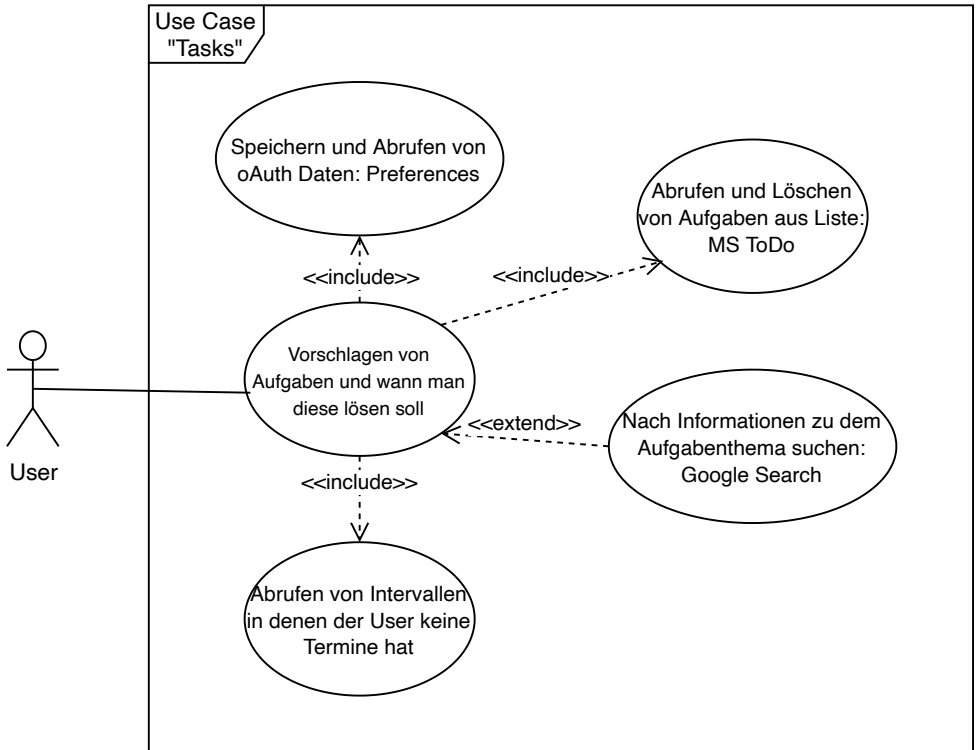 Use Case
"Tasks"
Speichern und Abrufen von
oAuth Daten: Preferences
Abrufen und Löschen
von Aufgaben aus Liste:
MS ToDo
<<include>>
<<include>>
Vorschlagen von
Aufgaben und wann man
diese lösen soll
<<extend>>
Nach Informationen zu dem
Aufgabenthema suchen:
Google Search
User
<<include>>
Abrufen von Intervallen
in denen der User keine
Termine hat